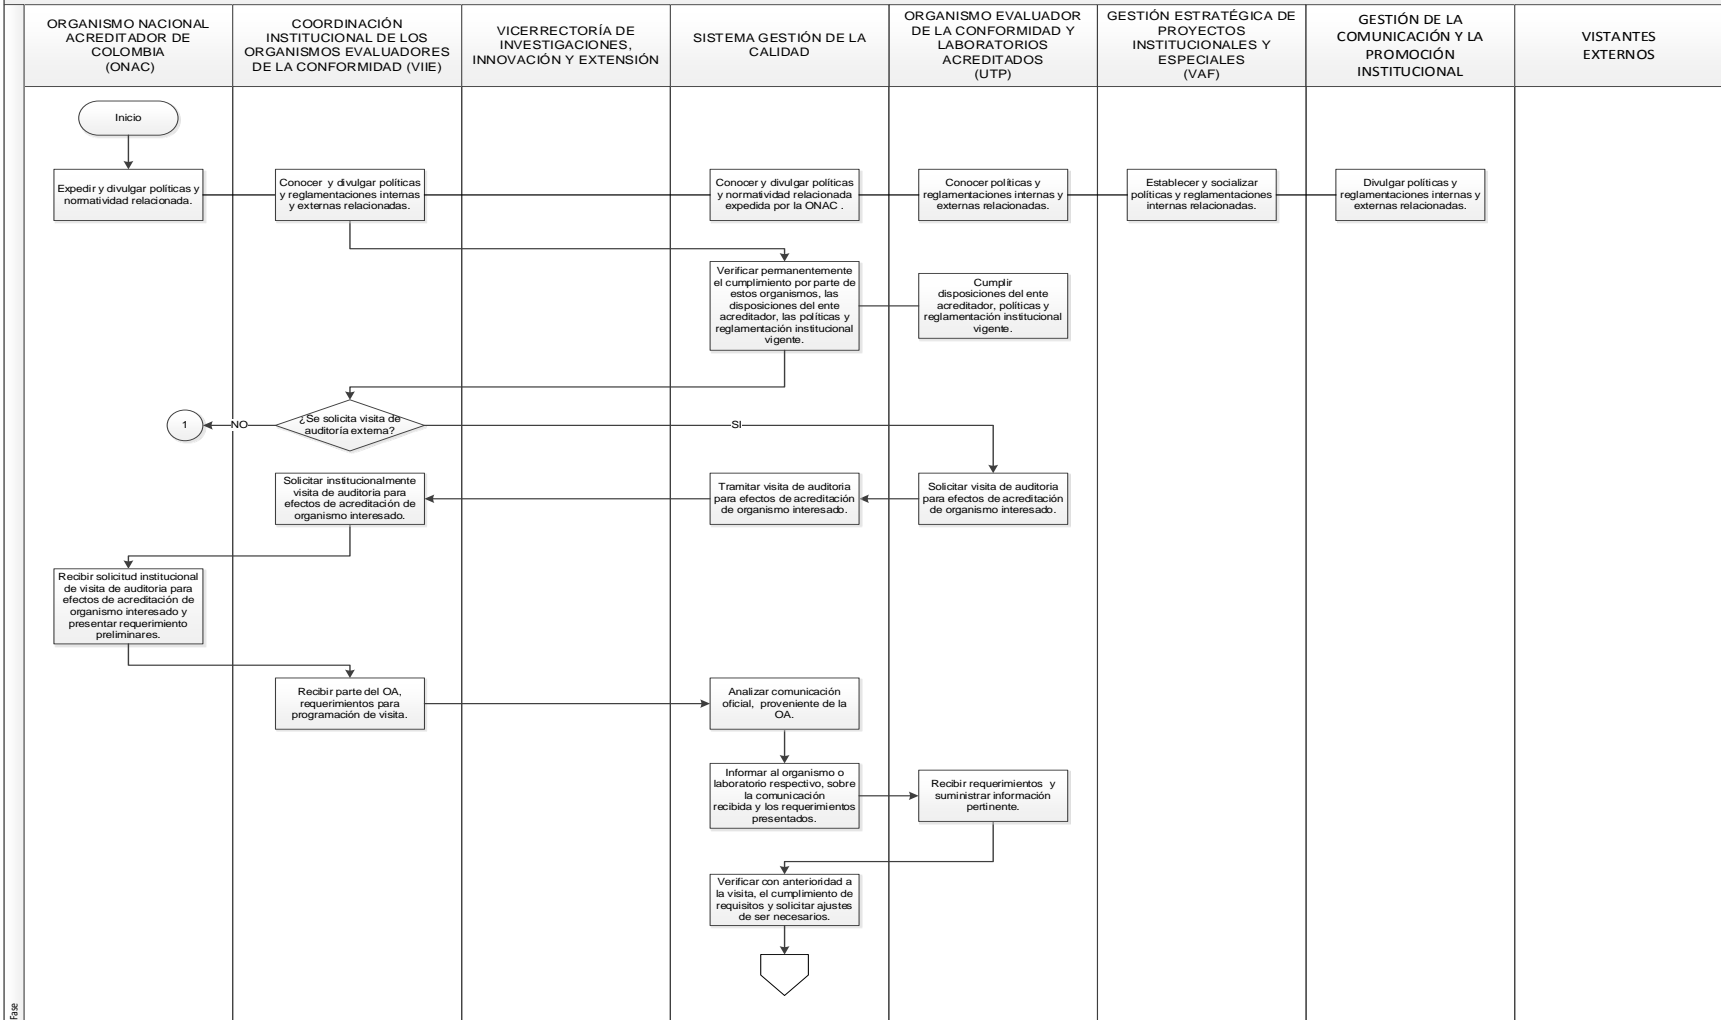 ORGANISMO NACIONAL
ACREDITADOR DE
COLOMBIA
(ONAC)
COORDINACIÓN
INSTITUCIONAL DE LOS
ORGANISMOS EVALUADORES
DE LA CONFORMIDAD (VIIE)
VICERRECTORÍA DE
INVESTIGACIONES,
INNOVACIÓN Y EXTENSIÓN
SISTEMA GESTIÓN DE LA
CALIDAD
ORGANISMO EVALUADOR
DE LA CONFORMIDAD Y
LABORATORIOS
ACREDITADOS
(UTP)
GESTIÓN ESTRATÉGICA DE
PROYECTOS
INSTITUCIONALES Y
ESPECIALES
(VAF)
GESTIÓN DE LA
COMUNICACIÓN Y LA
PROMOCIÓN
INSTITUCIONAL
VISTANTES
EXTERNOS
Inicio
Expedir y divulgar políticas y
normatividad relacionada.
Conocer y divulgar políticas
y reglamentaciones internas
y externas relacionadas.
Conocer y divulgar políticas
y normatividad relacionada
expedida por la ONAC .
Conocer políticas y
reglamentaciones internas y
externas relacionadas.
Establecer y socializar
políticas y reglamentaciones
internas relacionadas.
Divulgar políticas y
reglamentaciones internas y
externas relacionadas.
Verificar permanentemente
el cumplimiento por parte de
estos organismos, las
disposiciones del ente
acreditador, las políticas y
reglamentación institucional
vigente.
Cumplir
disposiciones del ente
acreditador, políticas y
reglamentación institucional
vigente.
1
NO
¿Se solicita visita de
auditoría externa?
SI
Solicitar institucionalmente
visita de auditoria para
efectos de acreditación de
organismo interesado.
Tramitar visita de auditoria
para efectos de acreditación
de organismo interesado.
Solicitar visita de auditoria
para efectos de acreditación
de organismo interesado.
Recibir solicitud institucional
de visita de auditoria para
efectos de acreditación de
organismo interesado y
presentar requerimiento
preliminares.
Recibir parte del OA,
requerimientos para
programación de visita.
Analizar comunicación
oficial, proveniente de la
OA.
Informar al organismo o
laboratorio respectivo, sobre
la comunicación
recibida y los requerimientos
presentados.
Recibir requerimientos y
suministrar información
pertinente.
Verificar con anterioridad a
la visita, el cumplimiento de
requisitos y solicitar ajustes
de ser necesarios.
Fase